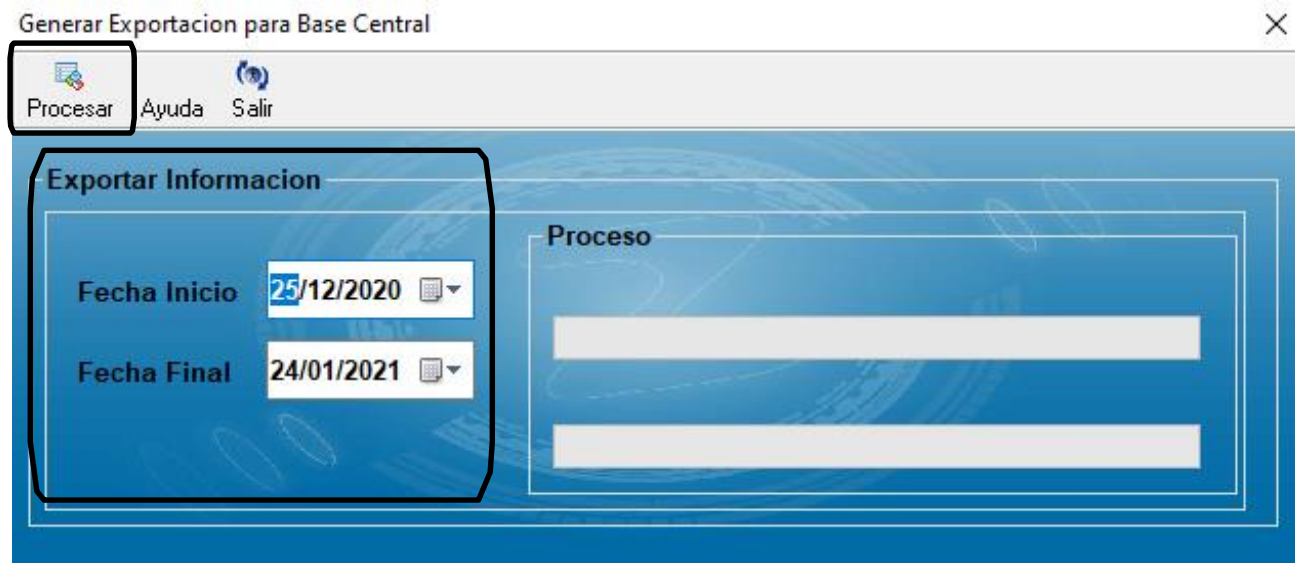 Generar Exportacion para Base Central
Procesar Ayuda Salir
Exportar Informacion
Proceso
Fecha Inicio 25/12/2020
Fecha Final 24/01/2021